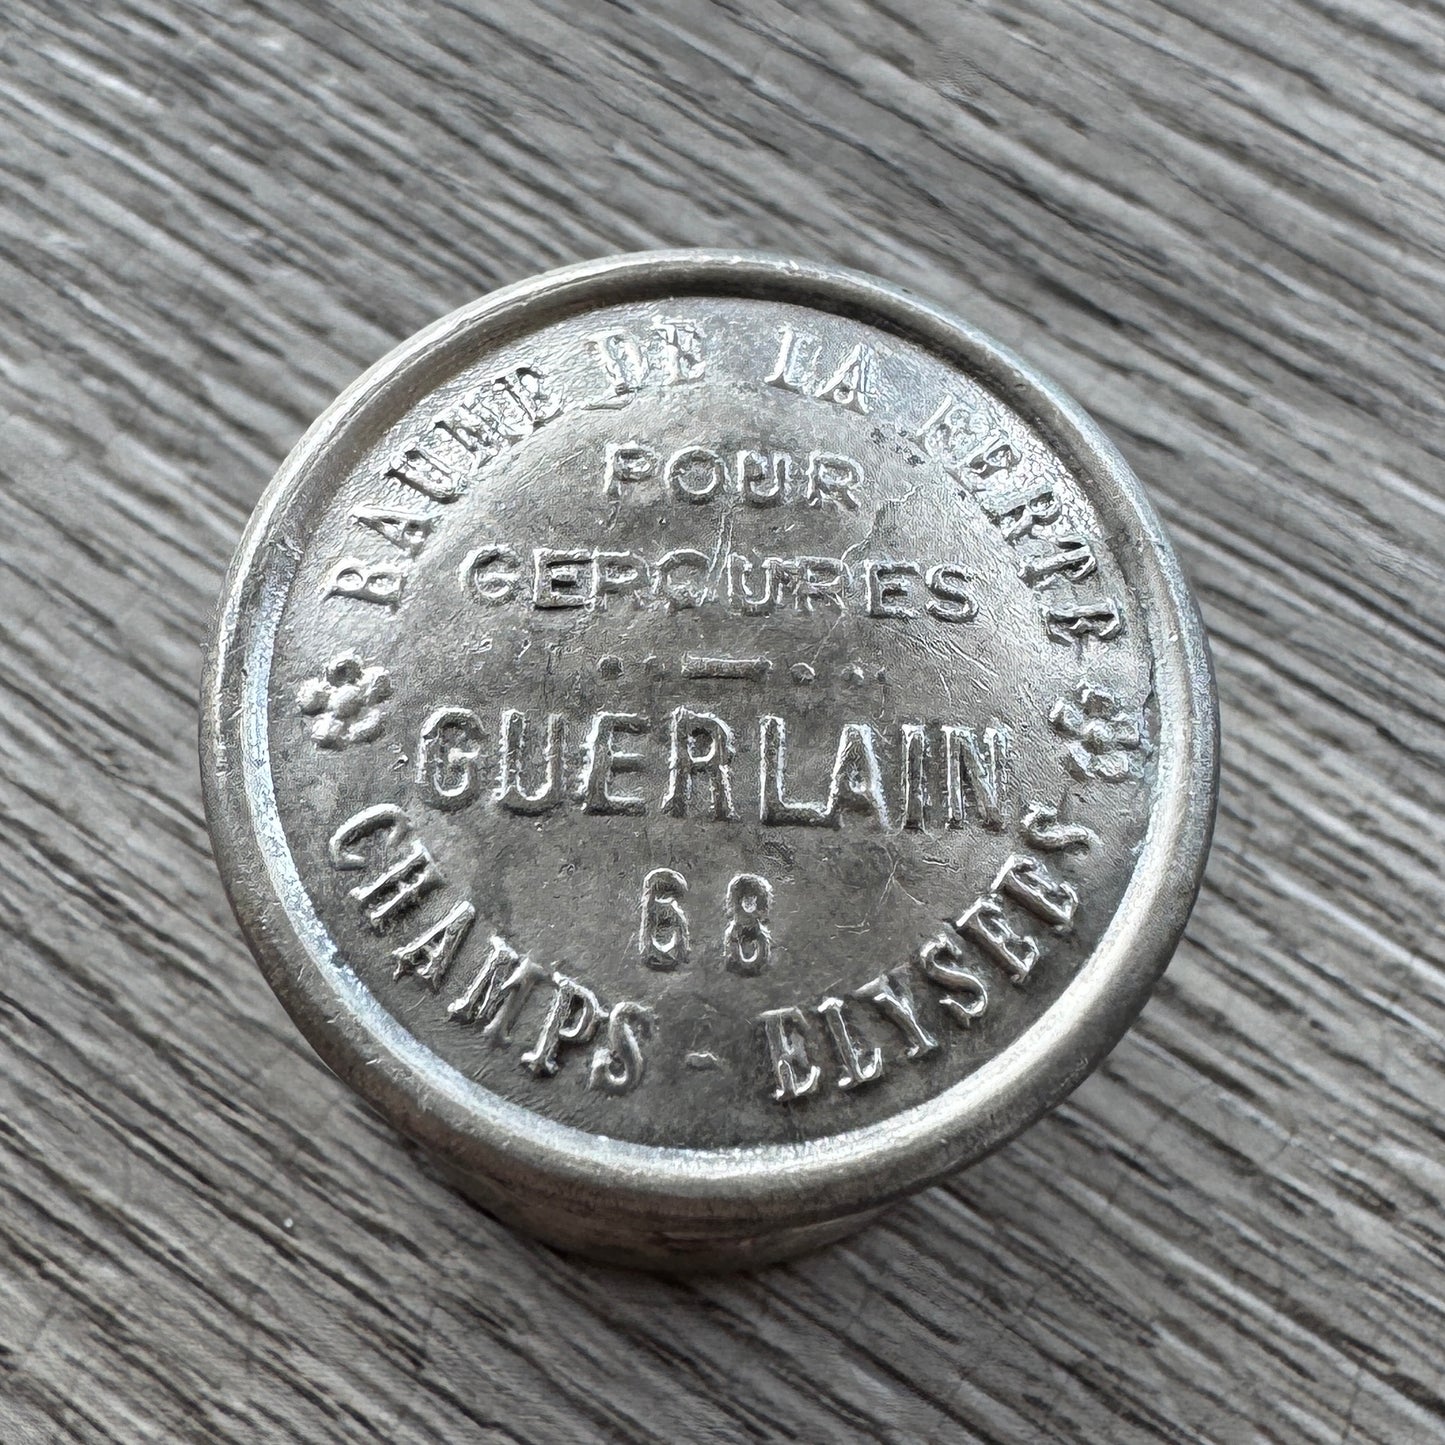 BAUME DE LA FERTE
POUR
GERÇURES
GUERLAIN
68
CHAMPS-ELYSEES